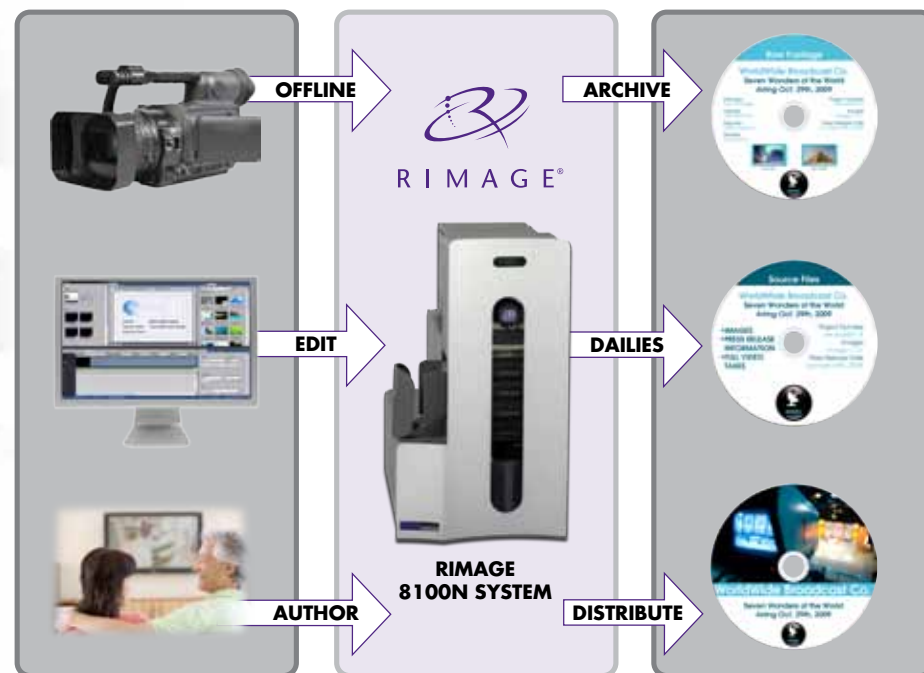 OFFLINE
RIMAGE®
ARCHIVE
Raw Footage
WorldWide Broadcast Co.
Seven Wonders of the World
Airing Oct. 29th, 2009
EDIT
DAILIES
Source Files
WorldWide Broadcast Co.
Seven Wonders of the World
Airing Oct. 29th, 2009
•IMAGES
•PRESS RELEASE
INFORMATION
•FULL VIDEO
RIMAGE
8100N SYSTEM
AUTHOR
DISTRIBUTE
WorldWide Broadcast Co.
Seven Wonders of the World
Airing Oct. 29th, 2009